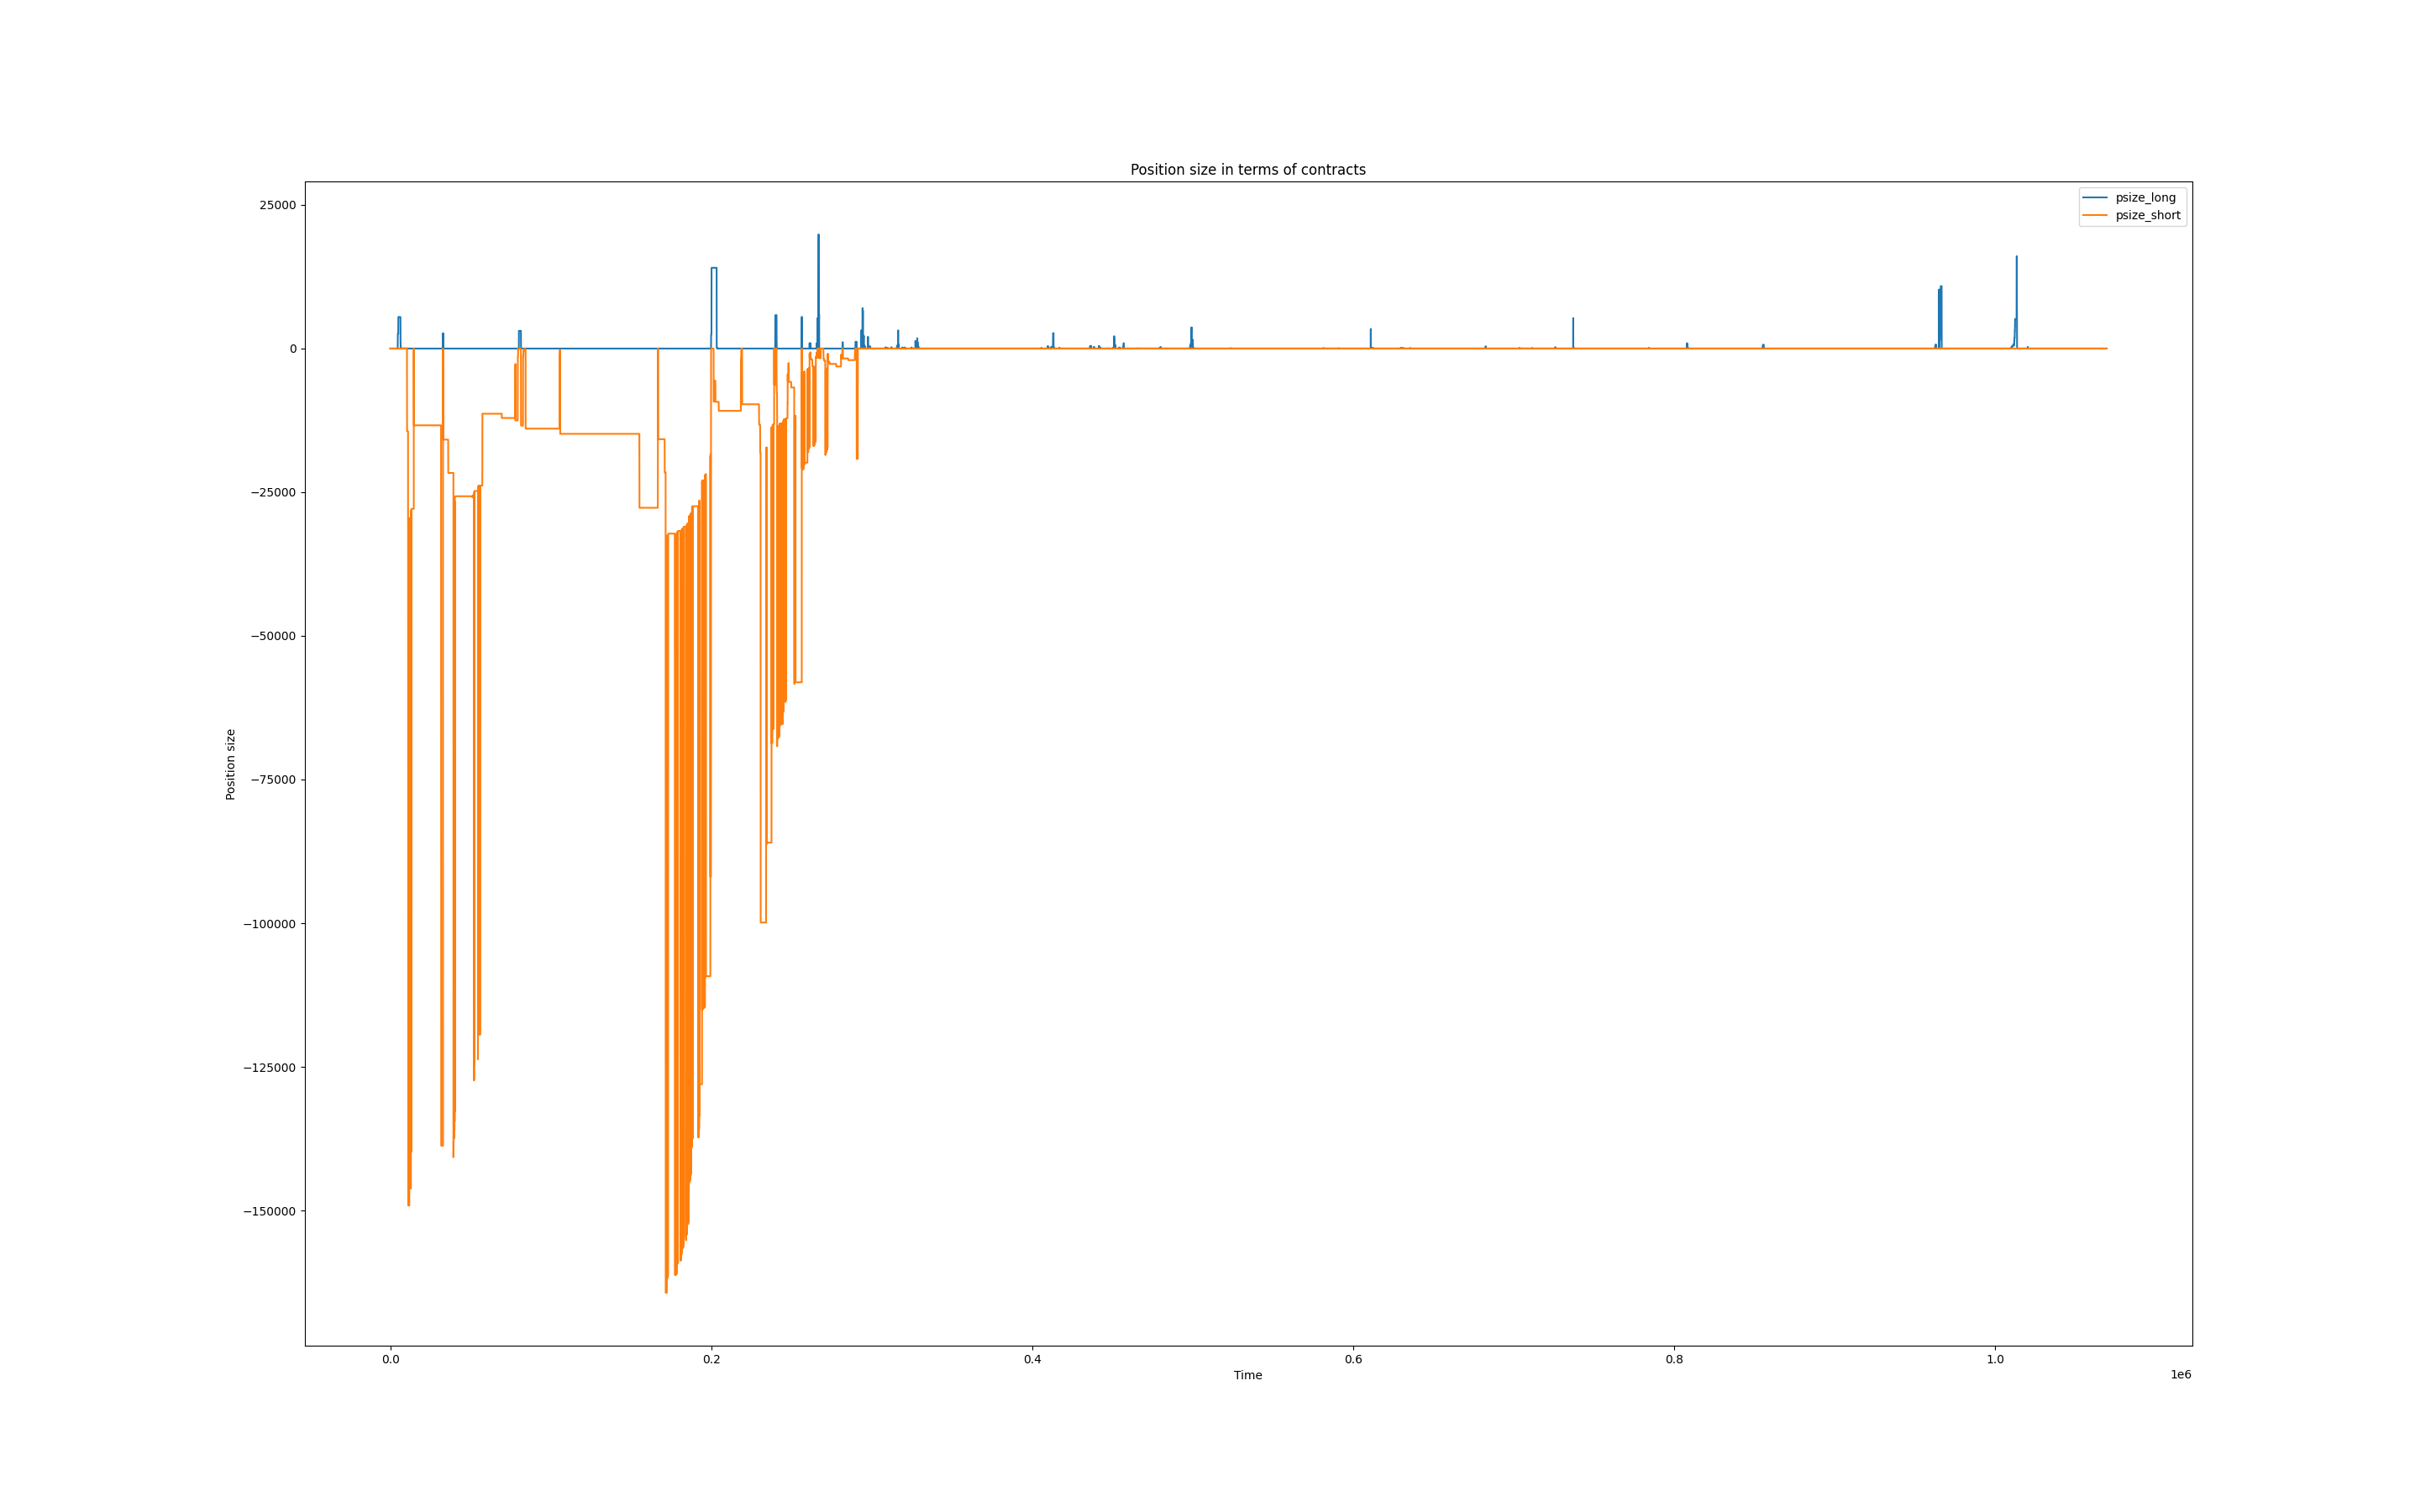 Position size in terms of contracts
psize_long
psize_short
25000
0
−25000
−50000
−75000
−100000
−125000
−150000
Position size
0.0
0.2
0.4
0.6
0.8
1.0
Time
1e6